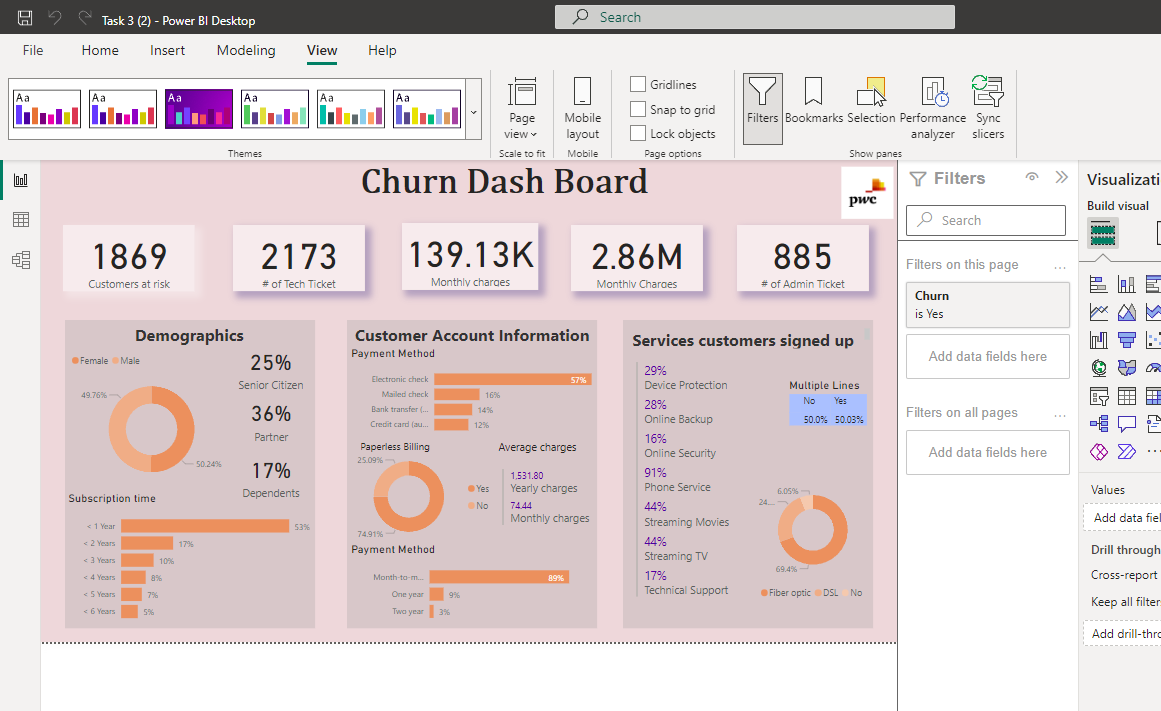 Task 3 (2) - Power BI Desktop
Search
File Home Insert Modeling View Help
Aa Aa Aa Aa Aa Aa
Themes
Page view
Scale to fit
Mobile layout
Mobile
Gridlines
Snap to grid
Lock objects
Page options
Filters
Bookmarks
Selection
Performance analyzer
Sync slicers
Show panes
Churn Dash Board
pwc
1869
Customers at risk
2173
# of Tech Ticket
139.13K
Monthly charges
2.86M
Monthly Charges
885
# of Admin Ticket
Demographics
Female Male
49.76%
50.24%
25%
Senior Citizen
36%
Partner
17%
Dependents
Subscription time
< 1 Year 53%
< 2 Years 17%
< 3 Years 10%
< 4 Years 8%
< 5 Years 7%
< 6 Years 5%
Customer Account Information
Payment Method
Electronic check 57%
Mailed check 16%
Bank transfer (... 14%
Credit card (au... 12%
Paperless Billing
25.09%
74.91%
Yes
No
Average charges
1,531.80
Yearly charges
74.44
Monthly charges
Payment Method
Month-to-m... 89%
One year 9%
Two year 3%
Services customers signed up
29%
Device Protection
28%
Online Backup
16%
Online Security
91%
Phone Service
44%
Streaming Movies
44%
Streaming TV
17%
Technical Support
Multiple Lines
No Yes
50.0% 50.03%
6.05%
24....
69.4%
Fiber optic DSL No
Filters
Search
Filters on this page ...
Churn
is Yes
Add data fields here
Filters on all pages ...
Add data fields here
Visualizati
Build visual
Values
Add data fiel
Drill through
Cross-report
Keep all filter
Add drill-thro